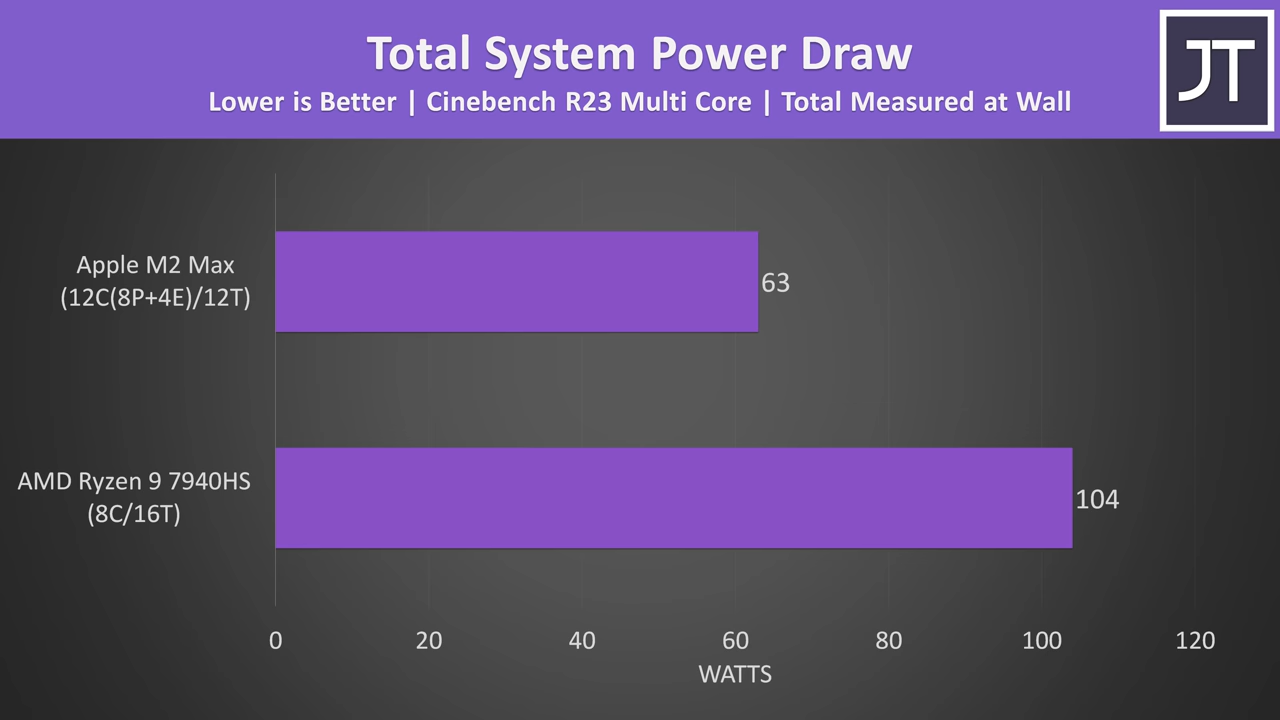 Total System Power Draw
Lower is Better | Cinebench R23 Multi Core | Total Measured at Wall
JT
Apple M2 Max
(12C(8P+4E)/12T)
63
AMD Ryzen 9 7940HS
(8C/16T)
104
0 20 40 60 80 100 120
WATTS